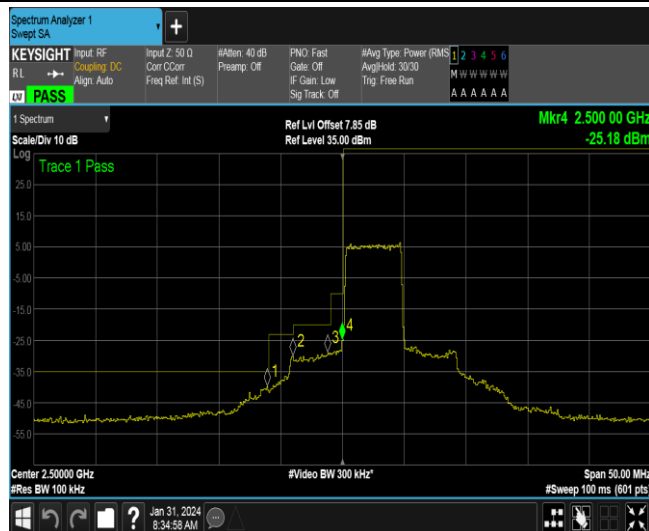 Spectrum Analyzer 1
Swept SA
+
KEYSIGHT
RL
LXI PASS
Input: RF
Coupling: DC
Align: Auto
Input Z: 50 Ω
Corr CCorr
Freq Ref: Int (S)
#Atten: 40 dB
Preamp: Off
PNO: Fast
Gate: Off
IF Gain: Low
Sig Track: Off
#Avg Type: Power (RMS
Avg|Hold: 30/30
Trig: Free Run
1 2 3 4 5 6
M W W W W W
A A A A A A
1 Spectrum
Scale/Div 10 dB
Ref Lvl Offset 7.85 dB
Ref Level 35.00 dBm
Mkr4 2.500 00 GHz
-25.18 dBm
Log
Trace 1 Pass
25.0
15.0
5.00
-5.00
-15.0
-25.0
-35.0
-45.0
-55.0
1
2
3
4
Center 2.50000 GHz
#Res BW 100 kHz
#Video BW 300 kHz*
Span 50.00 MHz
#Sweep 100 ms (601 pts)
?
Jan 31, 2024
8:34:58 AM